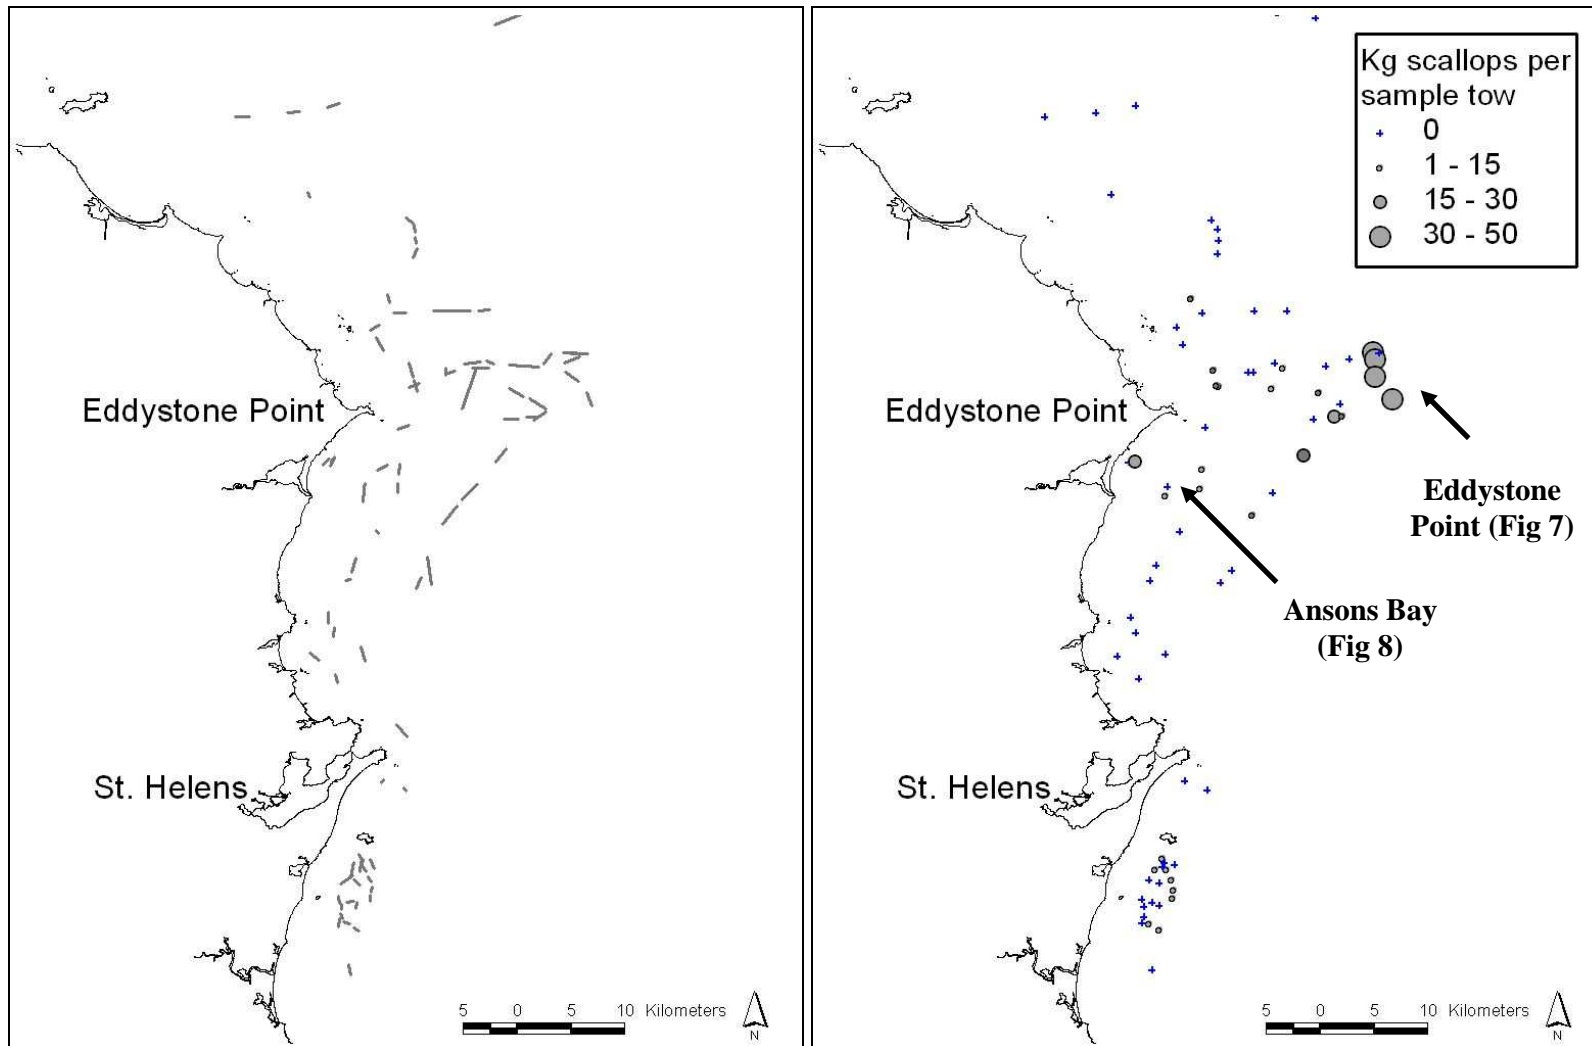 Eddystone Point
St. Helens
5 0 5 10 Kilometers
N
Kg scallops per
sample tow
0
1 - 15
15 - 30
30 - 50
Eddystone Point
Eddystone
Point (Fig 7)
Ansons Bay
(Fig 8)
St. Helens
5 0 5 10 Kilometers
N